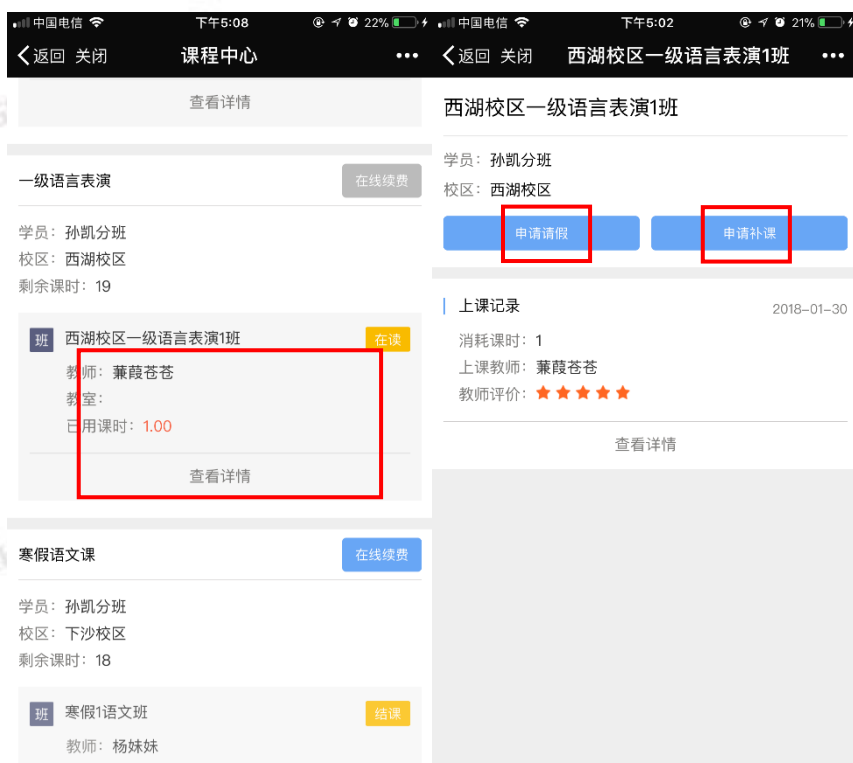 中国电信 下午5:08 22%
返回 关闭 课程中心
查看详情
一级语言表演 在线续费
学员：孙凯分班
校区：西湖校区
剩余课时：19
班 西湖校区一级语言表演1班 在读
教师：蒹葭苍苍
教室：
已用课时：1.00
查看详情
寒假语文课 在线续费
学员：孙凯分班
校区：下沙校区
剩余课时：18
班 寒假1语文班 结课
教师：杨妹妹
中国电信 下午5:02 21%
返回 关闭 西湖校区一级语言表演1班
西湖校区一级语言表演1班
学员：孙凯分班
校区：西湖校区
申请请假 申请补课
上课记录 2018-01-30
消耗课时：1
上课教师：蒹葭苍苍
教师评价：
查看详情